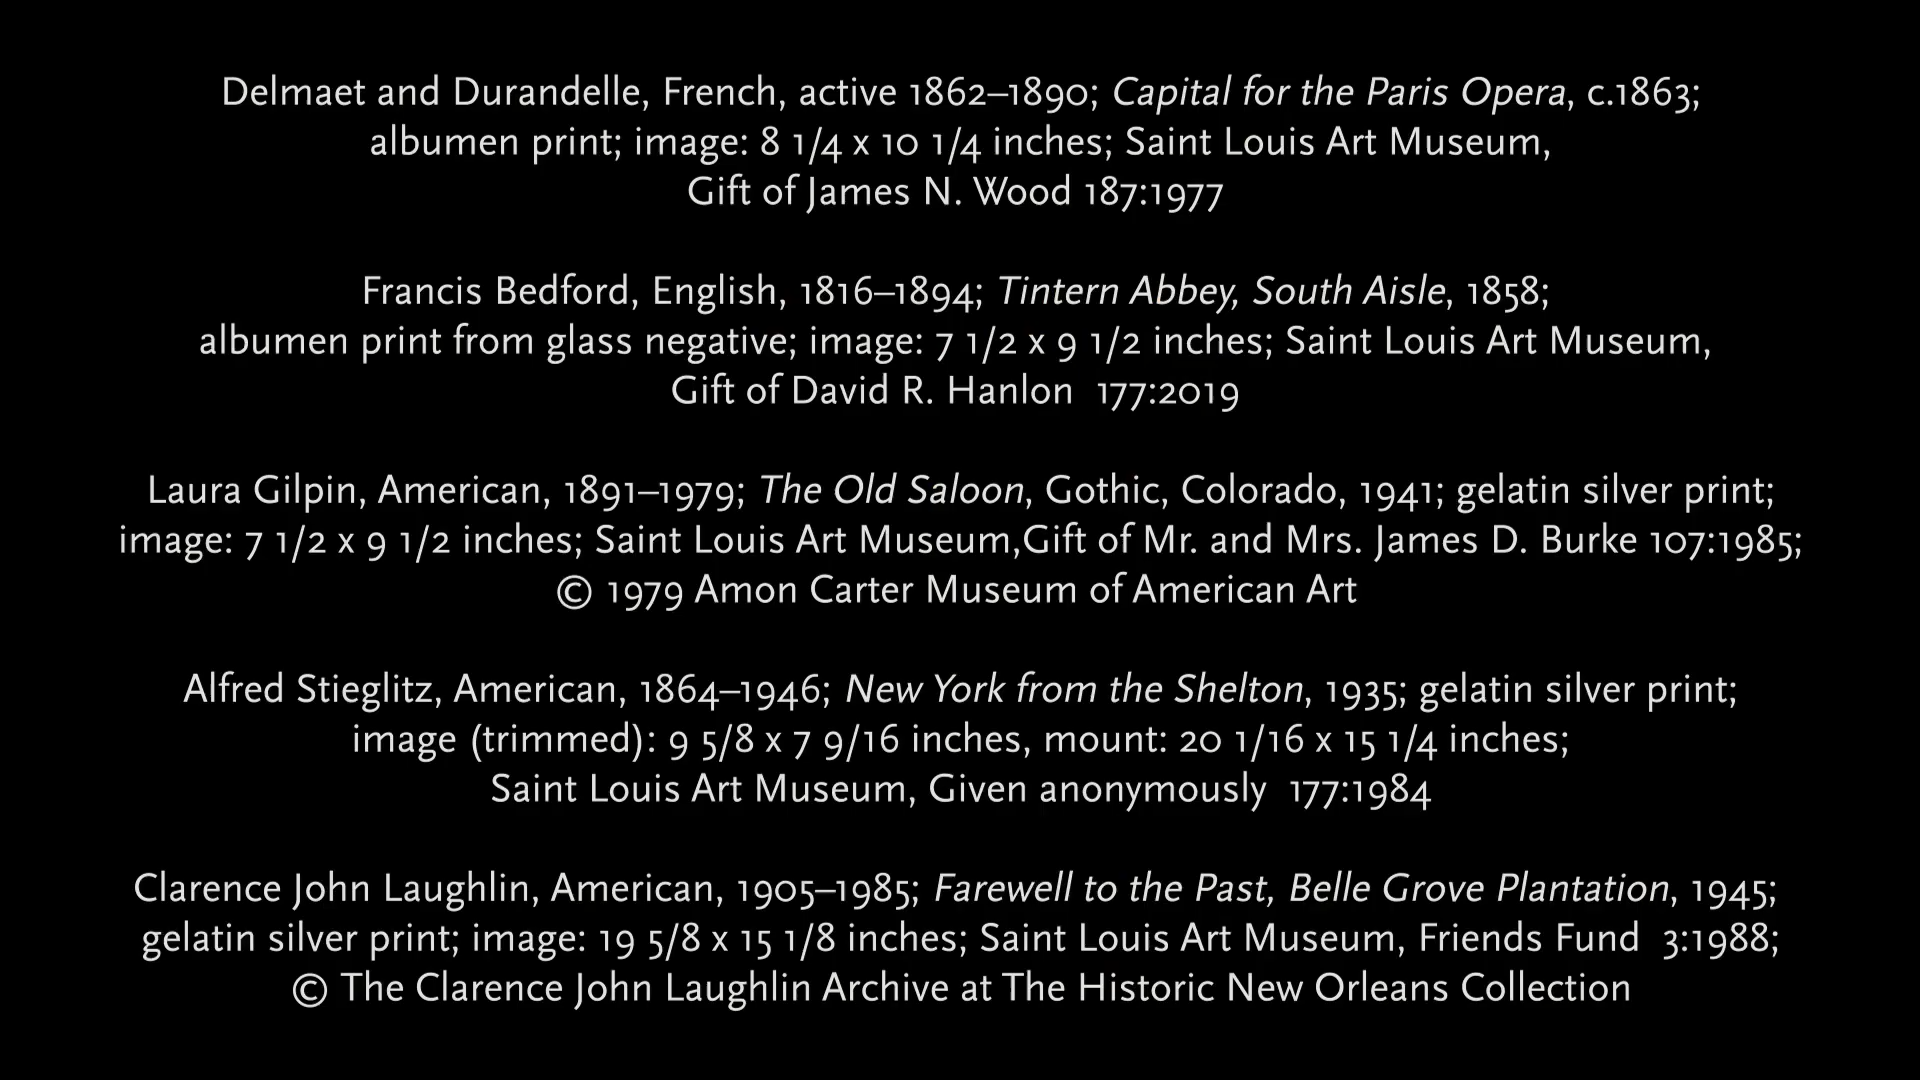 Delmaet and Durandelle, French, active 1862–1890; Capital for the Paris Opera, c.1863;
albumen print; image: 8 1/4 x 10 1/4 inches; Saint Louis Art Museum,
Gift of James N. Wood 187:1977
Francis Bedford, English, 1816–1894; Tintern Abbey, South Aisle, 1858;
albumen print from glass negative; image: 7 1/2 x 9 1/2 inches; Saint Louis Art Museum,
Gift of David R. Hanlon  177:2019
Laura Gilpin, American, 1891–1979; The Old Saloon, Gothic, Colorado, 1941; gelatin silver print;
image: 7 1/2 x 9 1/2 inches; Saint Louis Art Museum,Gift of Mr. and Mrs. James D. Burke 107:1985;
© 1979 Amon Carter Museum of American Art
Alfred Stieglitz, American, 1864–1946; New York from the Shelton, 1935; gelatin silver print;
image (trimmed): 9 5/8 x 7 9/16 inches, mount: 20 1/16 x 15 1/4 inches;
Saint Louis Art Museum, Given anonymously  177:1984
Clarence John Laughlin, American, 1905–1985; Farewell to the Past, Belle Grove Plantation, 1945;
gelatin silver print; image: 19 5/8 x 15 1/8 inches; Saint Louis Art Museum, Friends Fund  3:1988;
© The Clarence John Laughlin Archive at The Historic New Orleans Collection